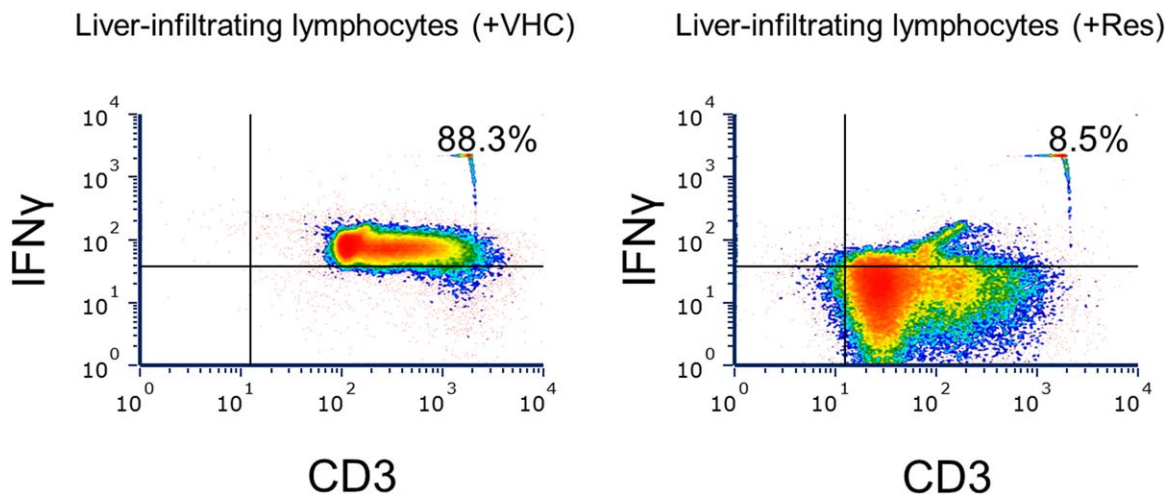 Liver-infiltrating lymphocytes (+VHC)
88.3%
IFNγ
10^4
10^3
10^2
10^1
10^0
10^0 10^1 10^2 10^3 10^4
CD3
Liver-infiltrating lymphocytes (+Res)
8.5%
IFNγ
10^4
10^3
10^2
10^1
10^0
10^0 10^1 10^2 10^3 10^4
CD3